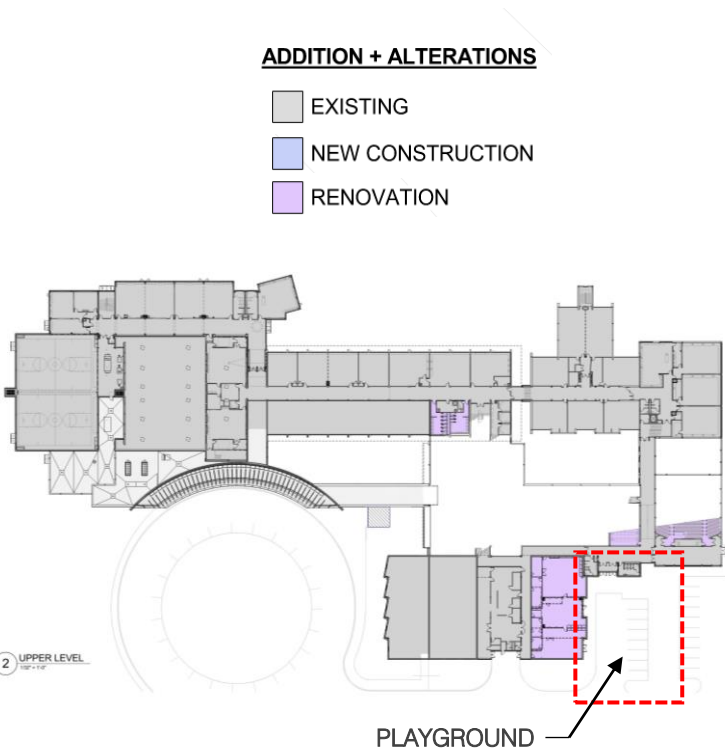 ADDITION + ALTERATIONS
EXISTING
NEW CONSTRUCTION
RENOVATION
2 UPPER LEVEL
PLAYGROUND